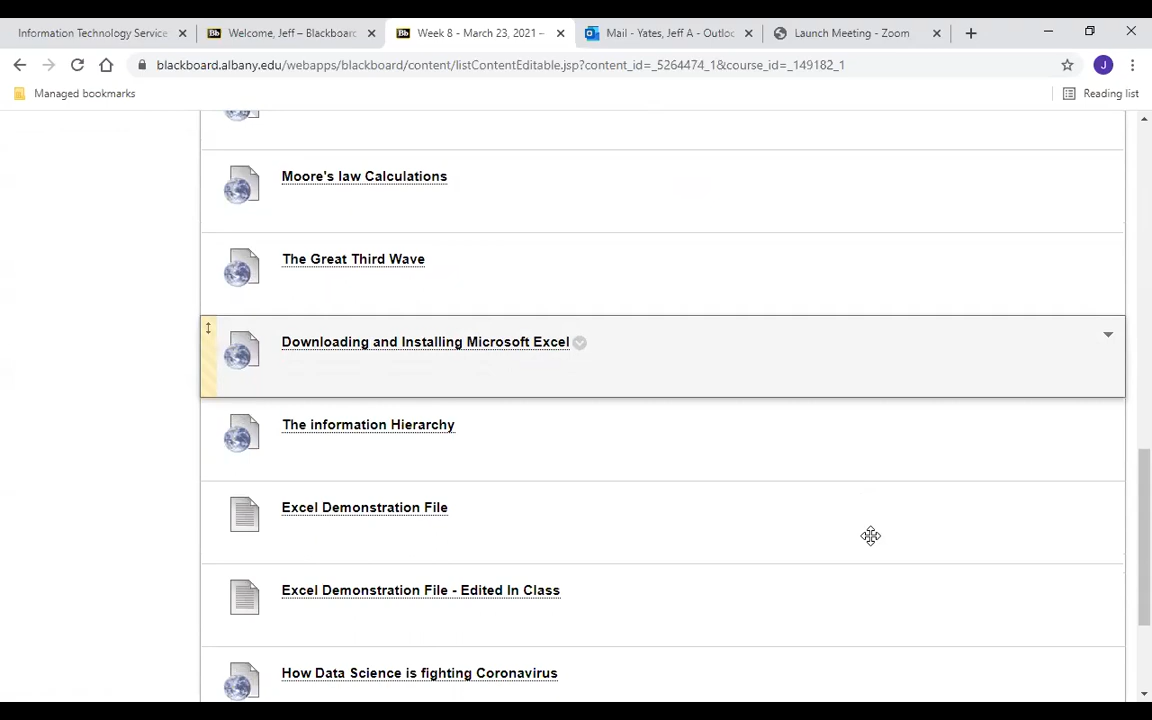 Information Technology Service
Welcome, Jeff – Blackboard
Week 8 - March 23, 2021 –
Mail - Yates, Jeff A - Outloo
Launch Meeting - Zoom
blackboard.albany.edu/webapps/blackboard/content/listContentEditable.jsp?content_id=_5264474_1&course_id=_149182_1
J
Managed bookmarks
Reading list
Moore's law Calculations
The Great Third Wave
Downloading and Installing Microsoft Excel
The information Hierarchy
Excel Demonstration File
Excel Demonstration File - Edited In Class
How Data Science is fighting Coronavirus